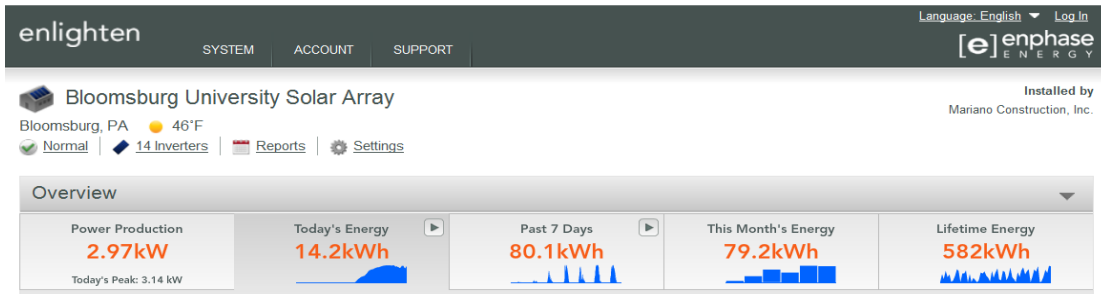 enlighten
SYSTEM ACCOUNT SUPPORT
Language: English Log In
[e] enphase
ENERGY
Bloomsburg University Solar Array
Bloomsburg, PA 46°F
Normal 14 Inverters Reports Settings
Installed by
Mariano Construction, Inc.
Overview
Power Production
2.97kW
Today's Peak: 3.14 kW
Today's Energy
14.2kWh
Past 7 Days
80.1kWh
This Month's Energy
79.2kWh
Lifetime Energy
582kWh